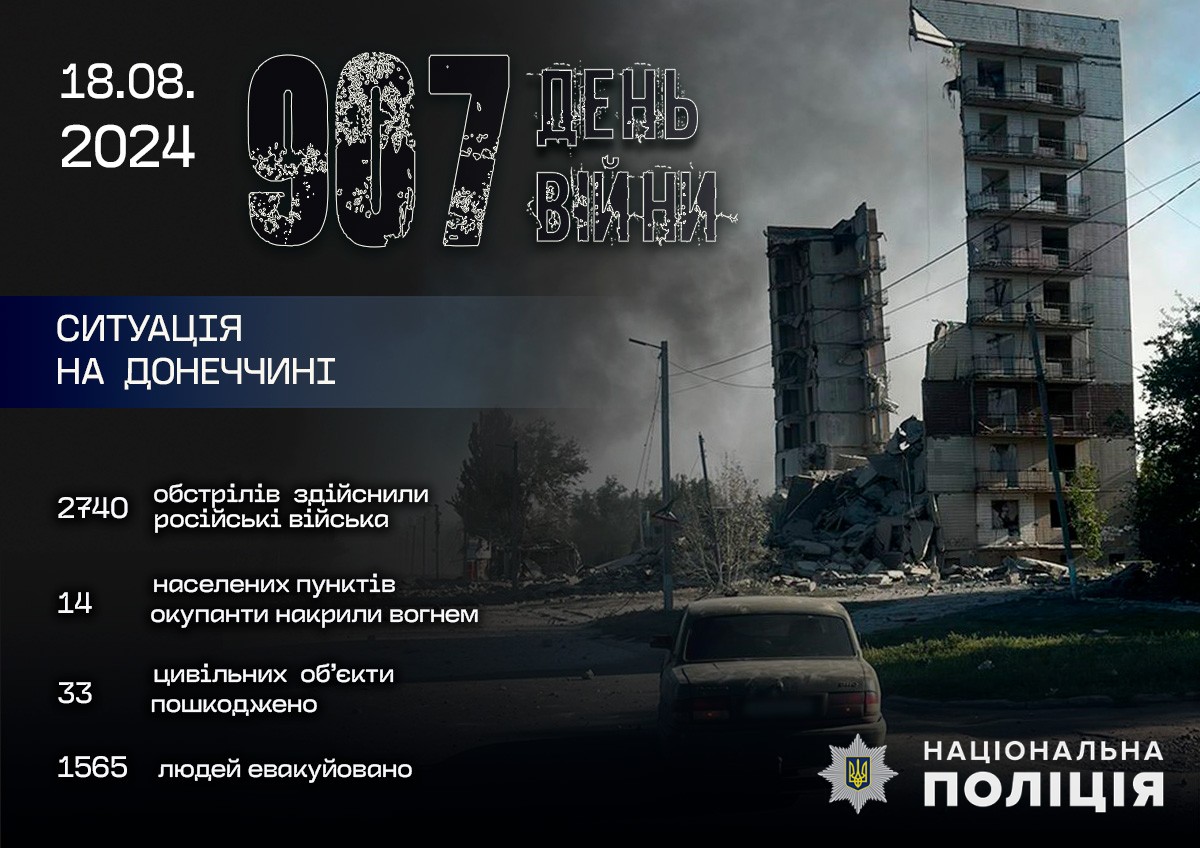 18.08.
2024
907
ДЕНЬ
ВІЙНИ
СИТУАЦІЯ
НА ДОНЕЧЧИНІ
2740
обстрілів здійснили
російські війська
14
населених пунктів
окупанти накрили вогнем
33
цивільних об'єкти
пошкоджено
1565 людей евакуйовано
НАЦІОНАЛЬНА
ПОЛІЦІЯ